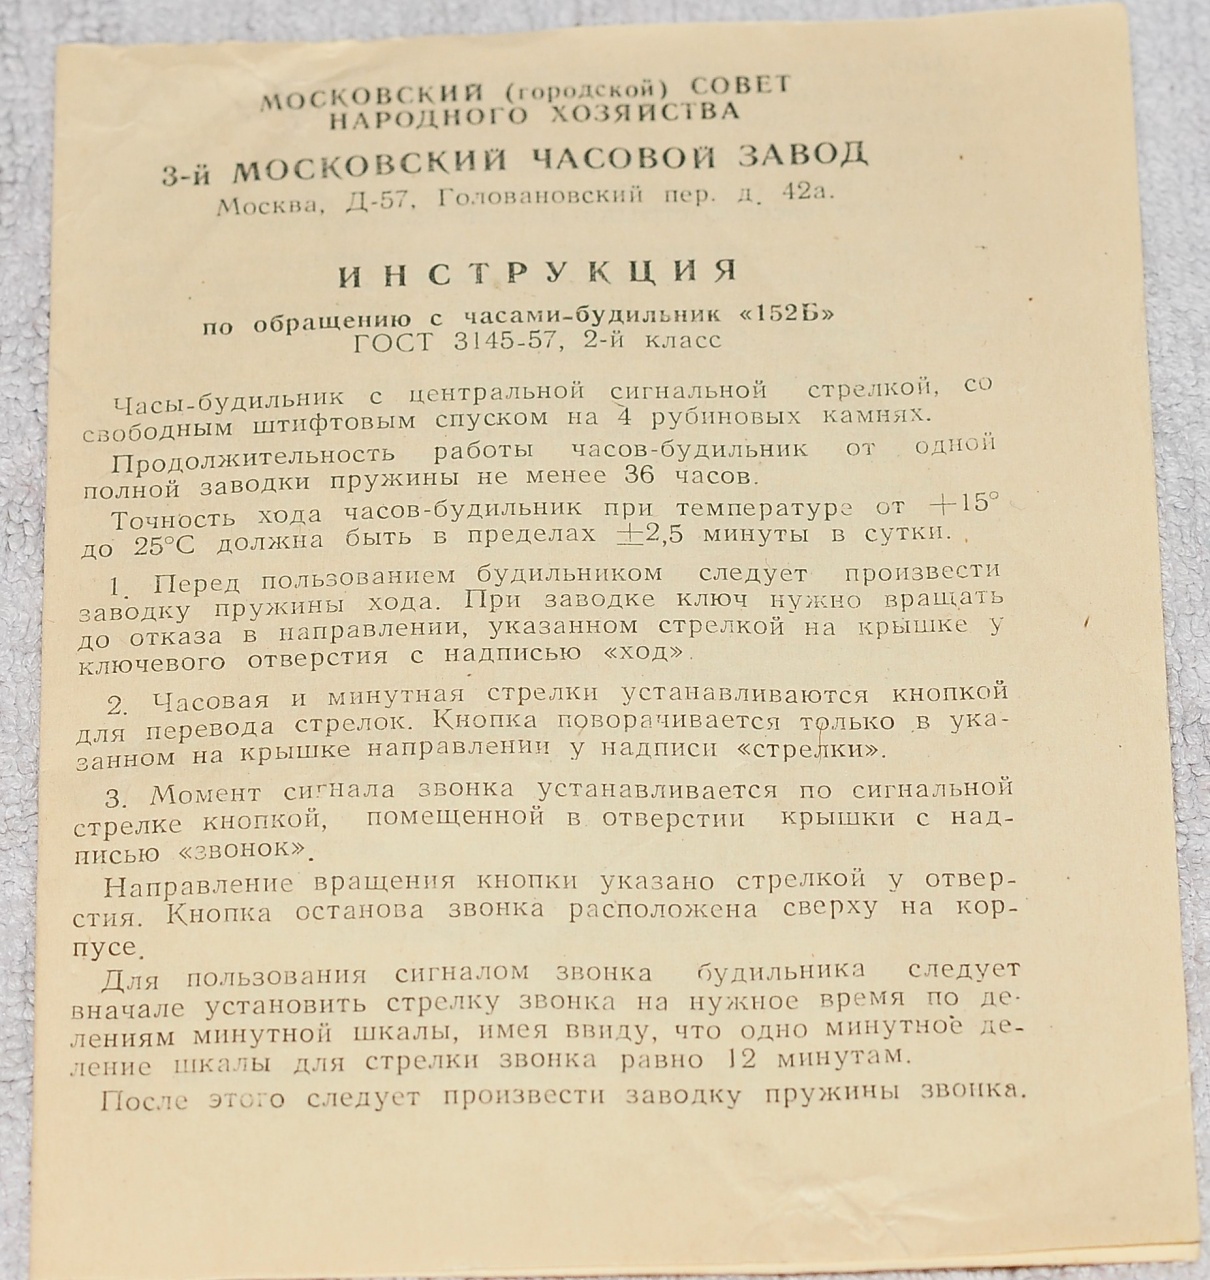 МОСКОВСКИЙ (городской) СОВЕТ
НАРОДНОГО ХОЗЯЙСТВА
3-й МОСКОВСКИЙ ЧАСОВОЙ ЗАВОД
Москва, Д-57, Головановский пер. д. 42а.
ИНСТРУКЦИЯ
по обращению с часами-будильник «152Б»
ГОСТ 3145-57, 2-й класс
Часы-будильник с центральной сигнальной стрелкой, со
свободным штифтовым спуском на 4 рубиновых камнях.
Продолжительность работы часов-будильник от одной
полной заводки пружины не менее 36 часов.
Точность хода часов-будильник при температуре от +15°
до 25°С должна быть в пределах ±2,5 минуты в сутки.
1. Перед пользованием будильником следует произвести
заводку пружины хода. При заводке ключ нужно вращать
до отказа в направлении, указанном стрелкой на крышке у
ключевого отверстия с надписью «ход».
2. Часовая и минутная стрелки устанавливаются кнопкой
для перевода стрелок. Кнопка поворачивается только в ука-
занном на крышке направлении у надписи «стрелки».
3. Момент сигнала звонка устанавливается по сигнальной
стрелке кнопкой, помещенной в отверстии крышки с над-
писью «звонок».
Направление вращения кнопки указано стрелкой у отвер-
стия. Кнопка останова звонка расположена сверху на кор-
пусе.
Для пользования сигналом звонка будильника следует
вначале установить стрелку звонка на нужное время по де-
лениям минутной шкалы, имея ввиду, что одно минутное де-
ление шкалы для стрелки звонка равно 12 минутам.
После этого следует произвести заводку пружины звонка.